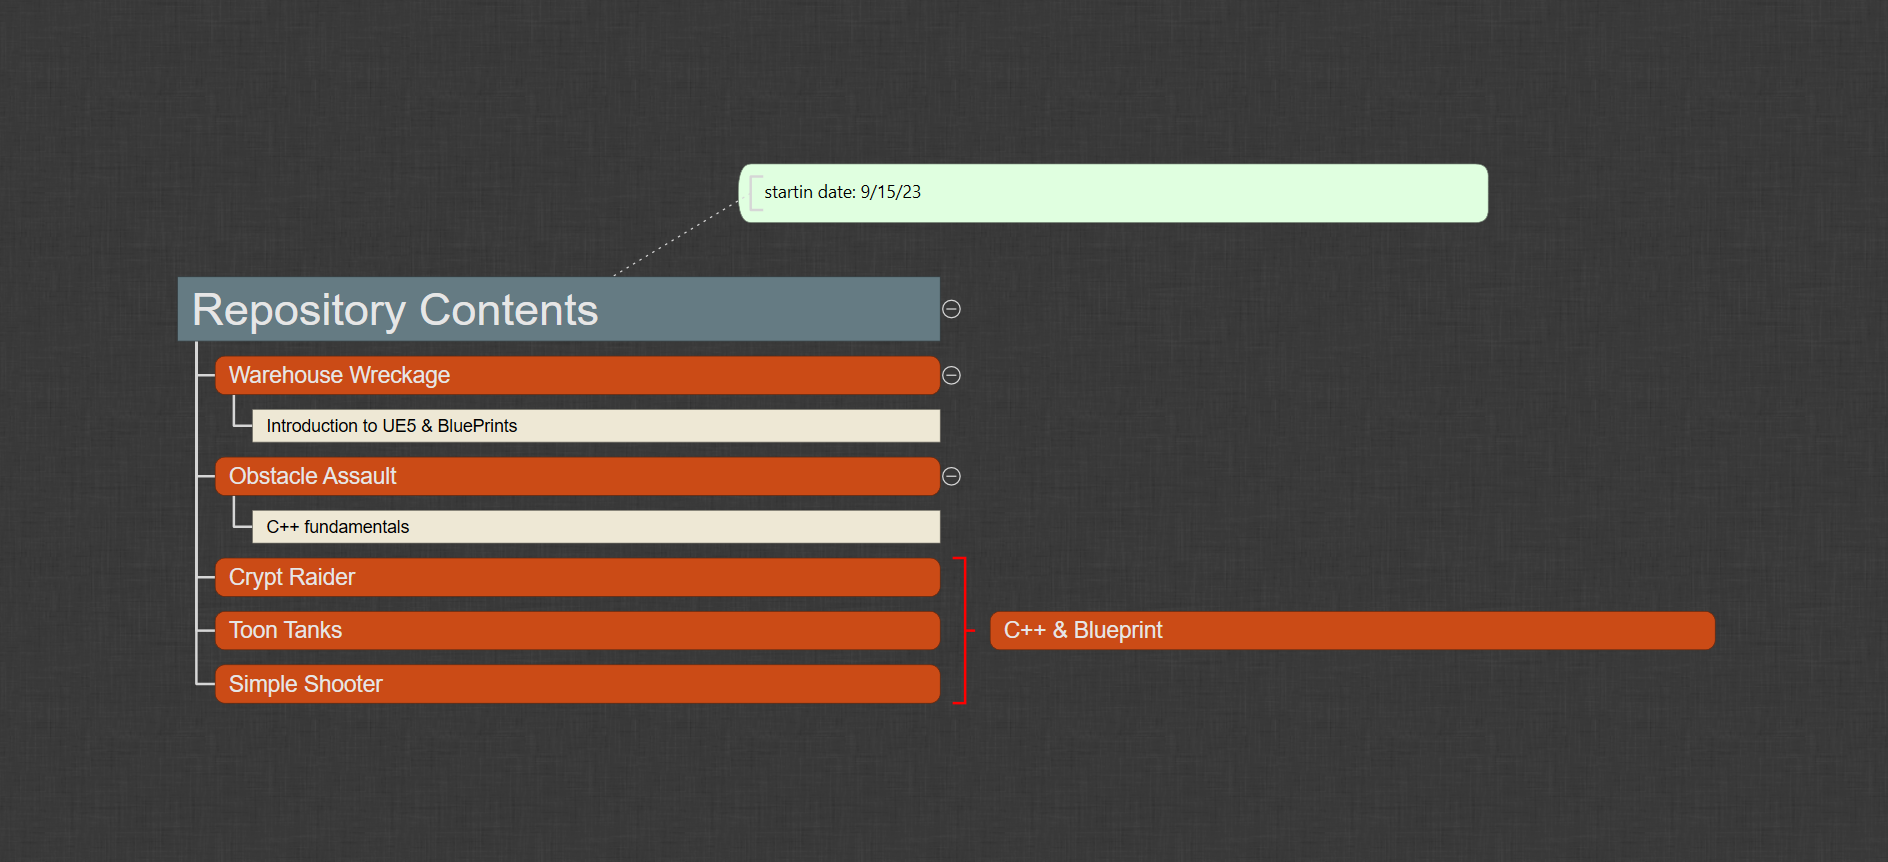 startin date: 9/15/23
Repository Contents
Warehouse Wreckage
Introduction to UE5 & BluePrints
Obstacle Assault
C++ fundamentals
Crypt Raider
Toon Tanks
C++ & Blueprint
Simple Shooter